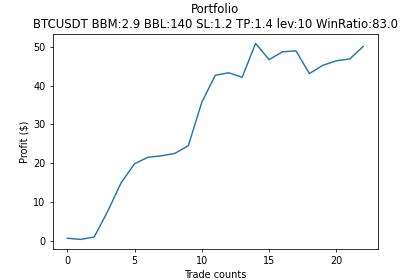 Portfolio
BTCUSDT BBM:2.9 BBL:140 SL:1.2 TP:1.4 lev:10 WinRatio:83.0
50
40
30
20
10
0
Profit ($)
0 5 10 15 20
Trade counts